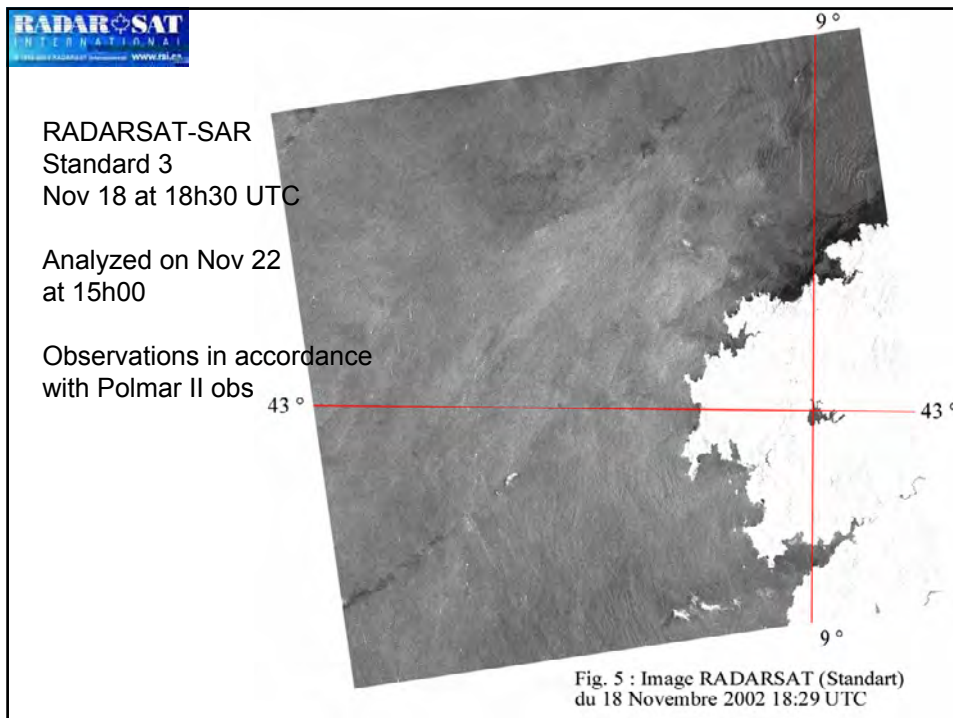 RADAR SAT
INTERNATIONAL
www.rsi.ca
RADARSAT-SAR
Standard 3
Nov 18 at 18h30 UTC
Analyzed on Nov 22
at 15h00
Observations in accordance
with Polmar II obs
9 °
43 °
43 °
9 °
Fig. 5 : Image RADARSAT (Standart)
du 18 Novembre 2002 18:29 UTC